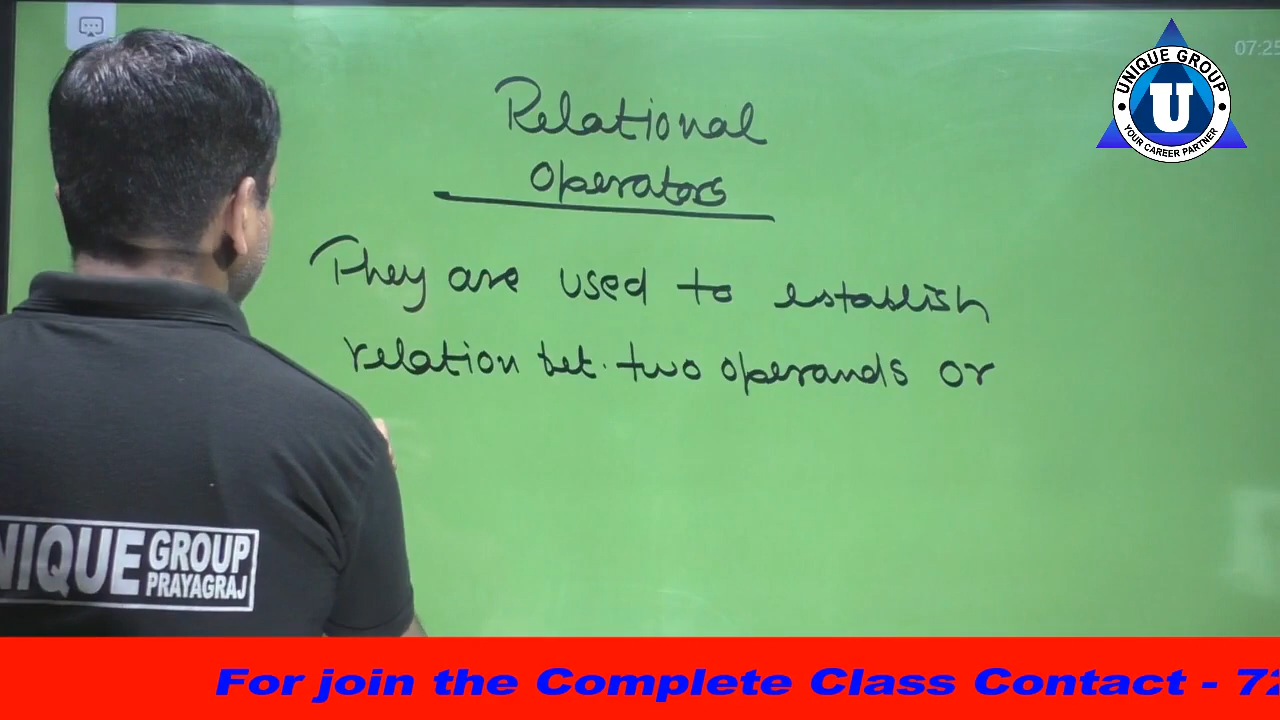 07:25
UNIQUE GROUP
U
YOUR CAREER PARTNER
Relational
Operators
They are used to establish
relation bet. two operands or
NIQUE GROUP
PRAYAGRAJ
For join the Complete Class Contact - 72